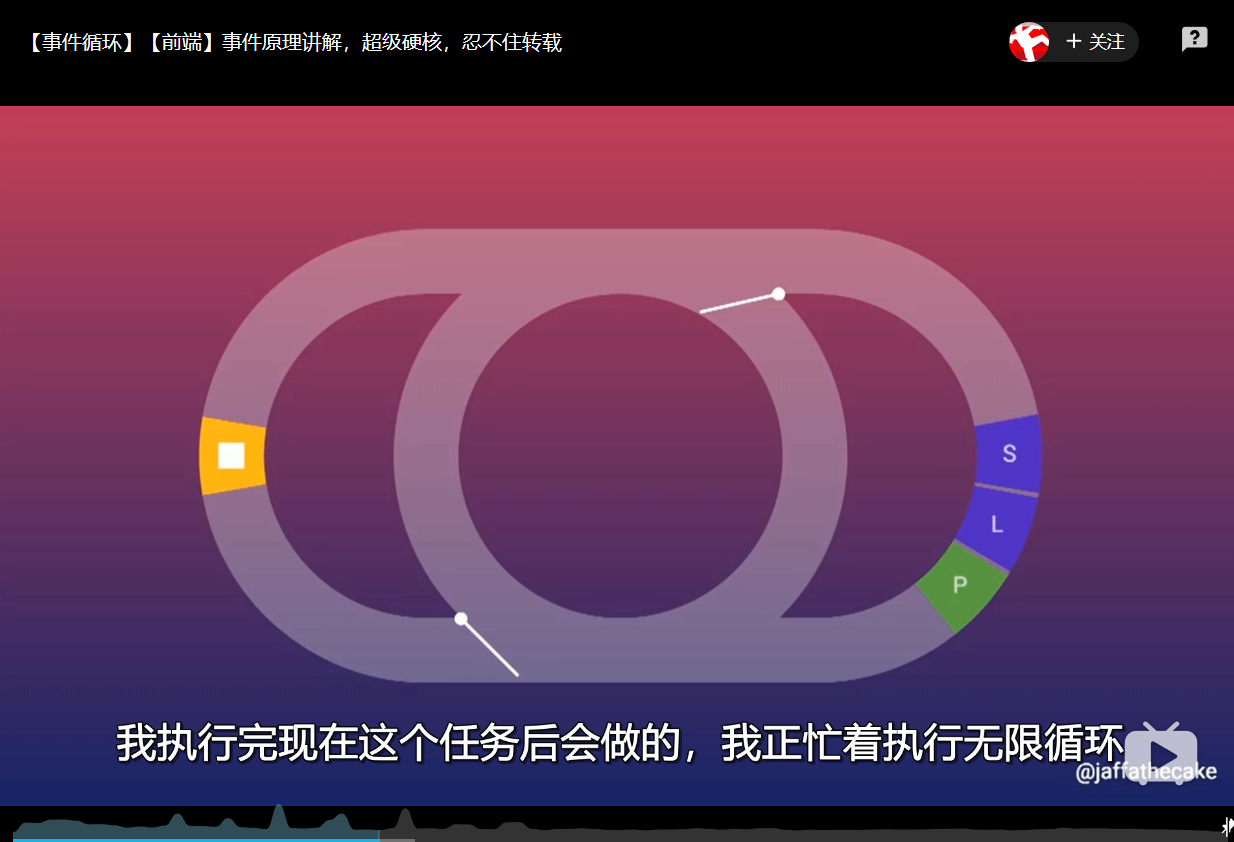 【事件循环】【前端】事件原理讲解，超级硬核，忍不住转载
+ 关注
?
S
L
P
我执行完现在这个任务后会做的，我正忙着执行无限循环
@jaffathecake